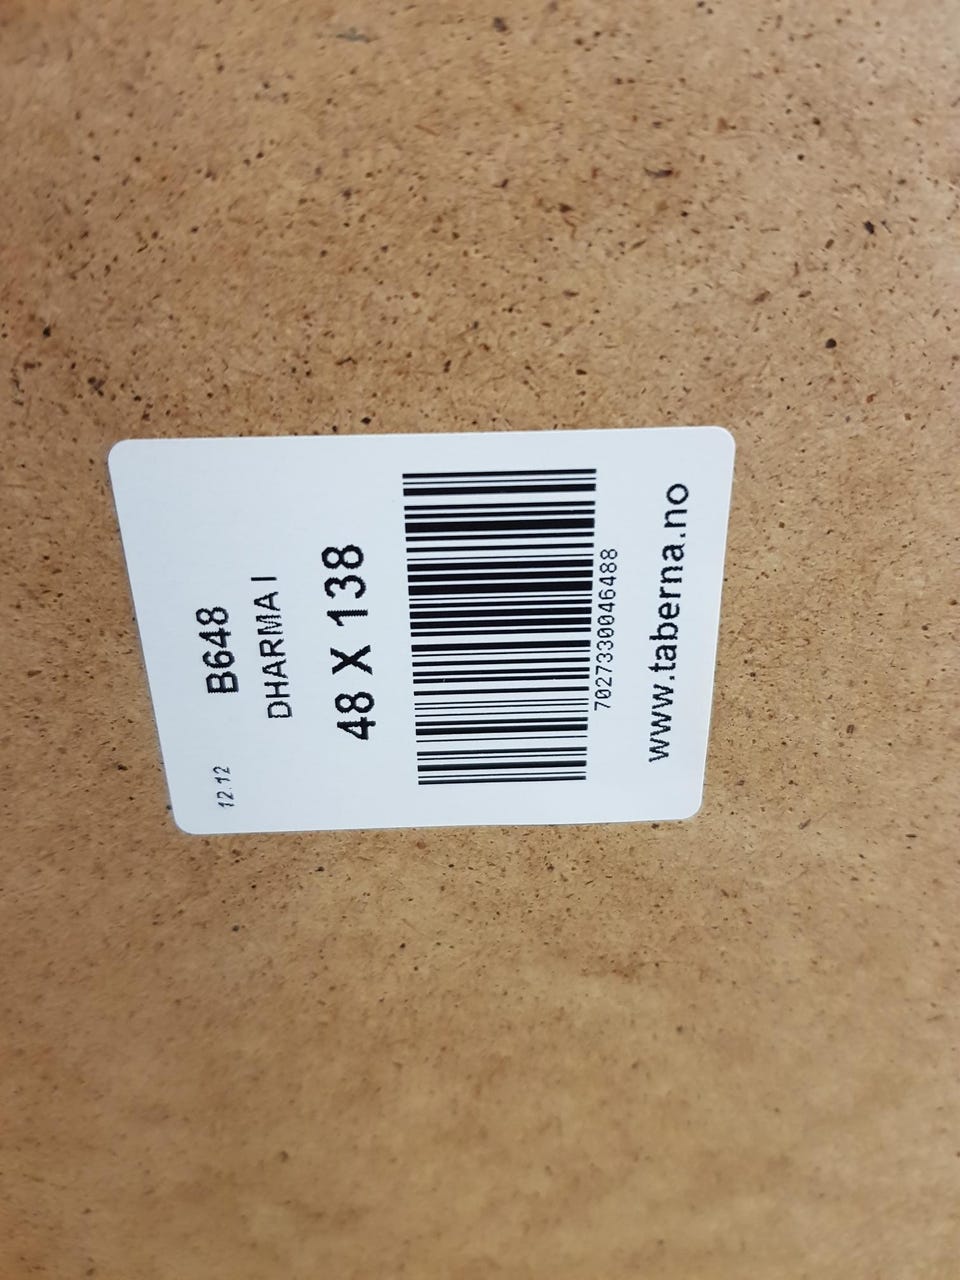 12.12
B648
DHARMA I
48 X 138
7027330046488
www.taberna.no